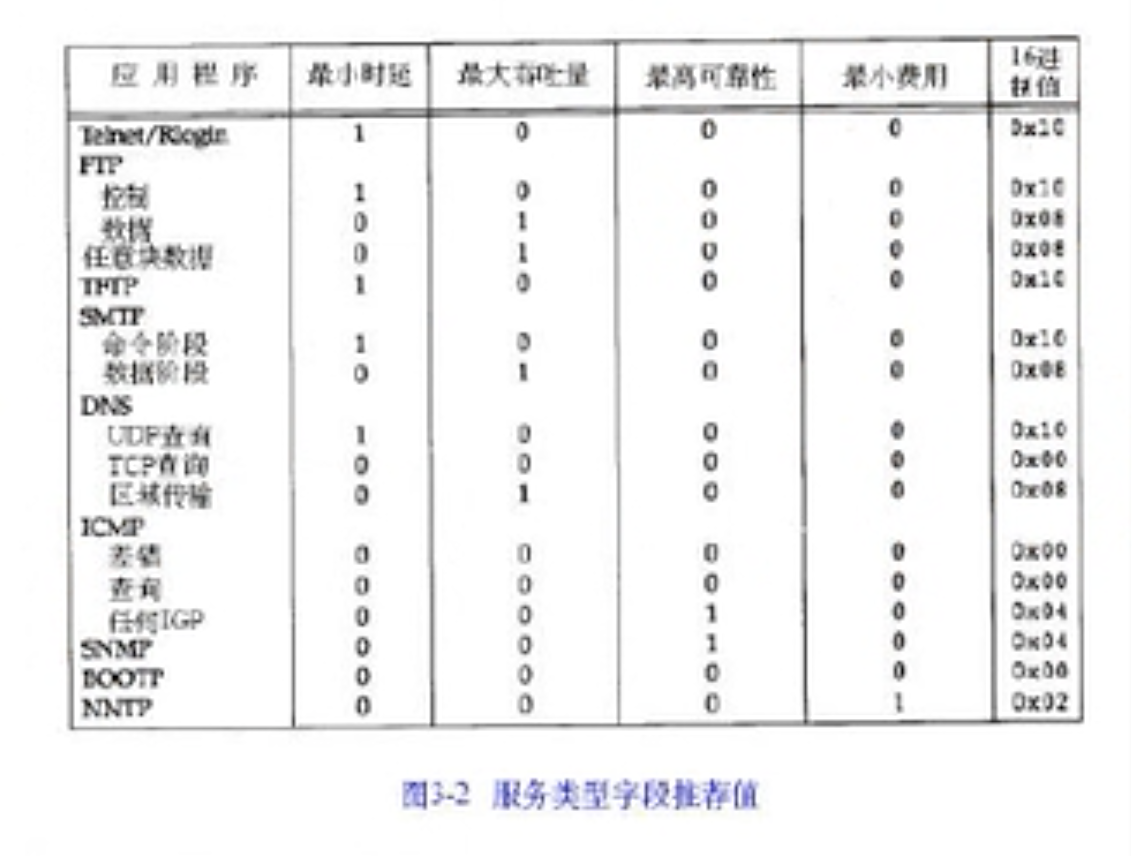 应用程序 最小时延 最大吞吐量 最高可靠性 最小费用 16进制值
Telnet/Rlogin 1 0 0 0 0x10
FTP
控制 1 0 0 0 0x10
数据 0 1 0 0 0x08
任意块数据 0 1 0 0 0x08
TFTP 1 0 0 0 0x10
SMTP
命令阶段 1 0 0 0 0x10
数据阶段 0 1 0 0 0x08
DNS
UDP查询 1 0 0 0 0x10
TCP查询 0 0 0 0 0x00
区域传输 0 1 0 0 0x08
ICMP
差错 0 0 0 0 0x00
查询 0 0 0 0 0x00
任何IGP 0 0 1 0 0x04
SNMP 0 0 1 0 0x04
BOOTP 0 0 0 0 0x00
NNTP 0 0 0 1 0x02
图3-2 服务类型字段推荐值